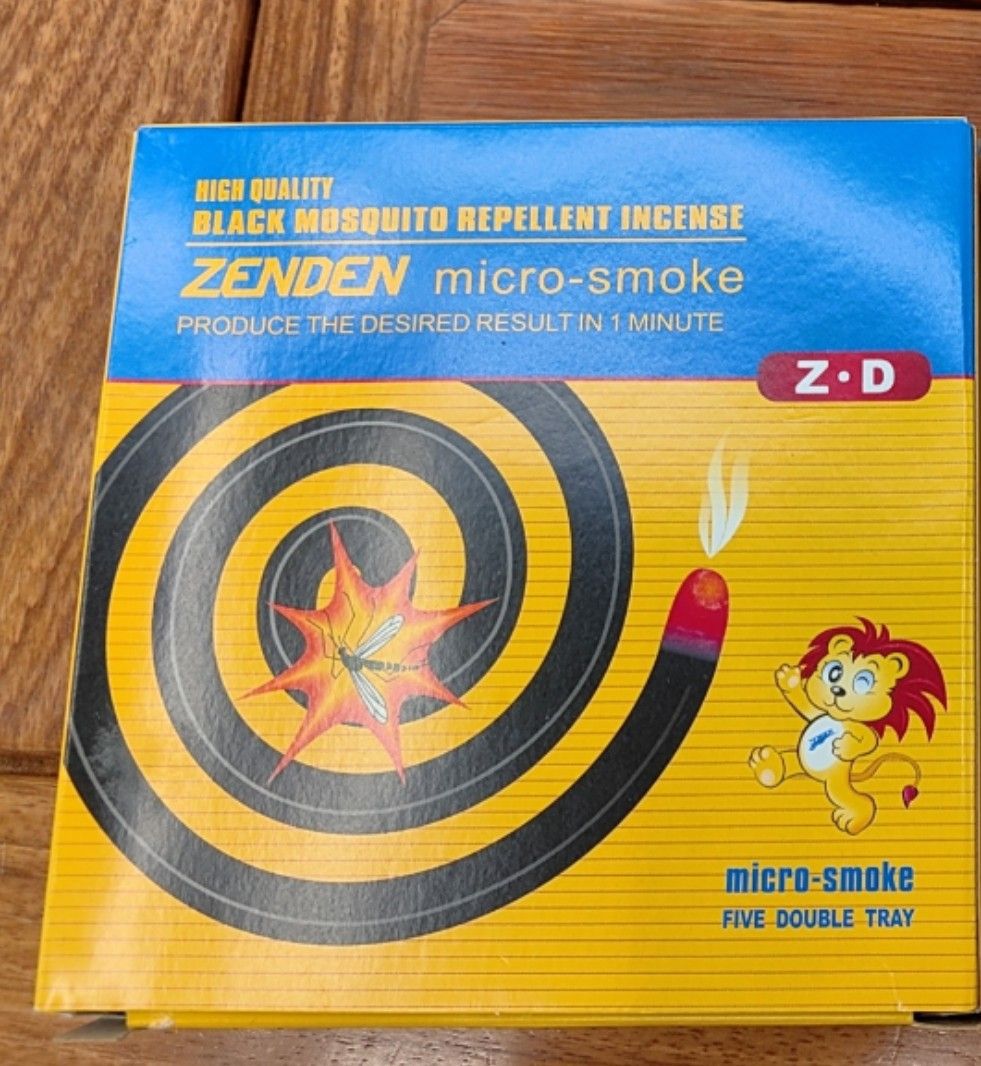 HIGH QUALITY
BLACK MOSQUITO REPELLENT INCENSE
ZENDEN micro-smoke
PRODUCE THE DESIRED RESULT IN 1 MINUTE
Z·D
micro-smoke
FIVE DOUBLE TRAY